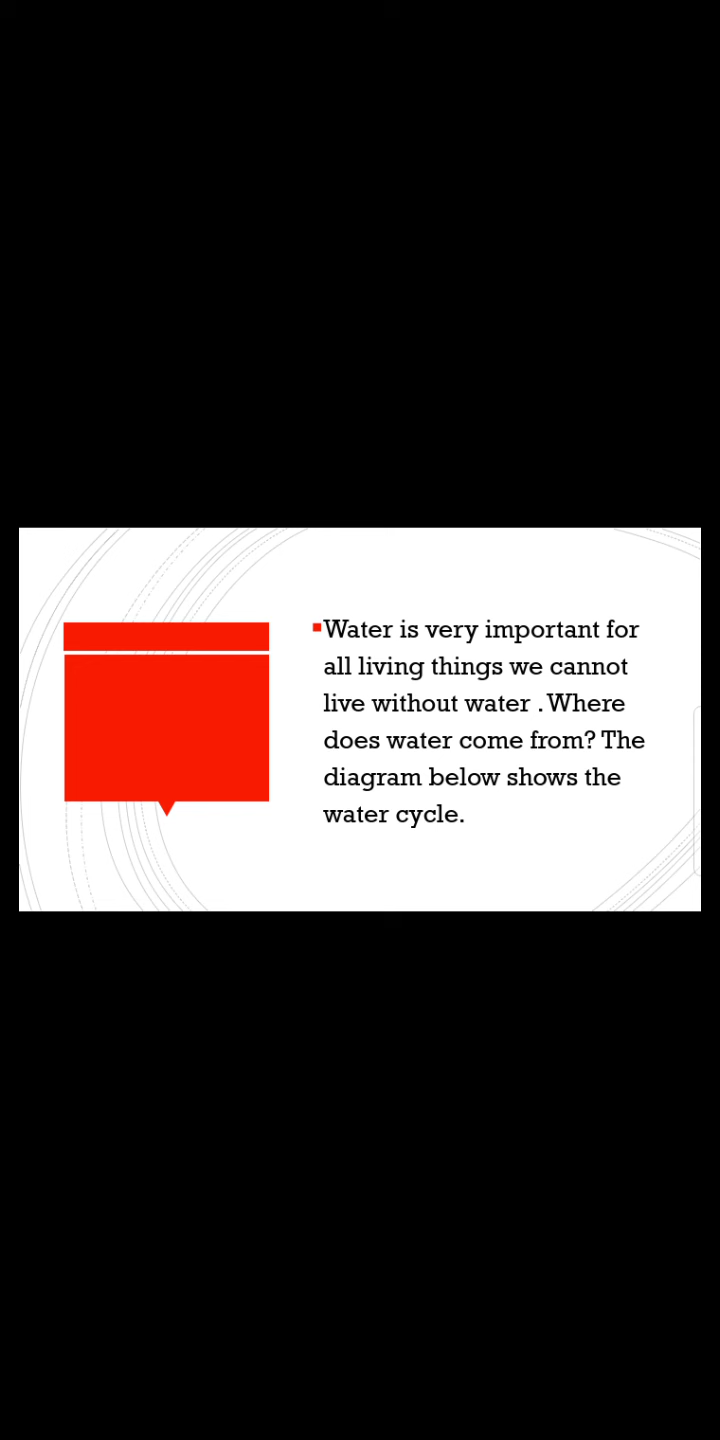 Water is very important for
all living things we cannot
live without water . Where
does water come from? The
diagram below shows the
water cycle.